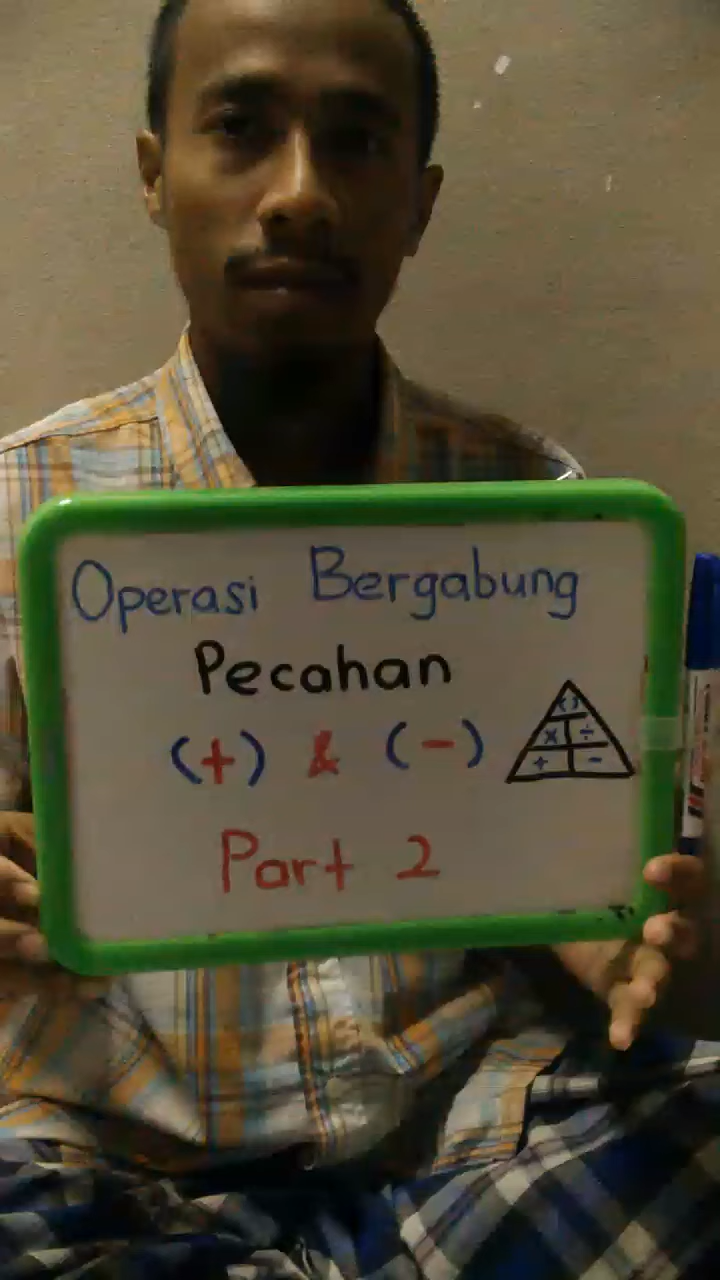 Operasi Bergabung
Pecahan
(+) & (-)
( )
× ÷
+ -
Part 2